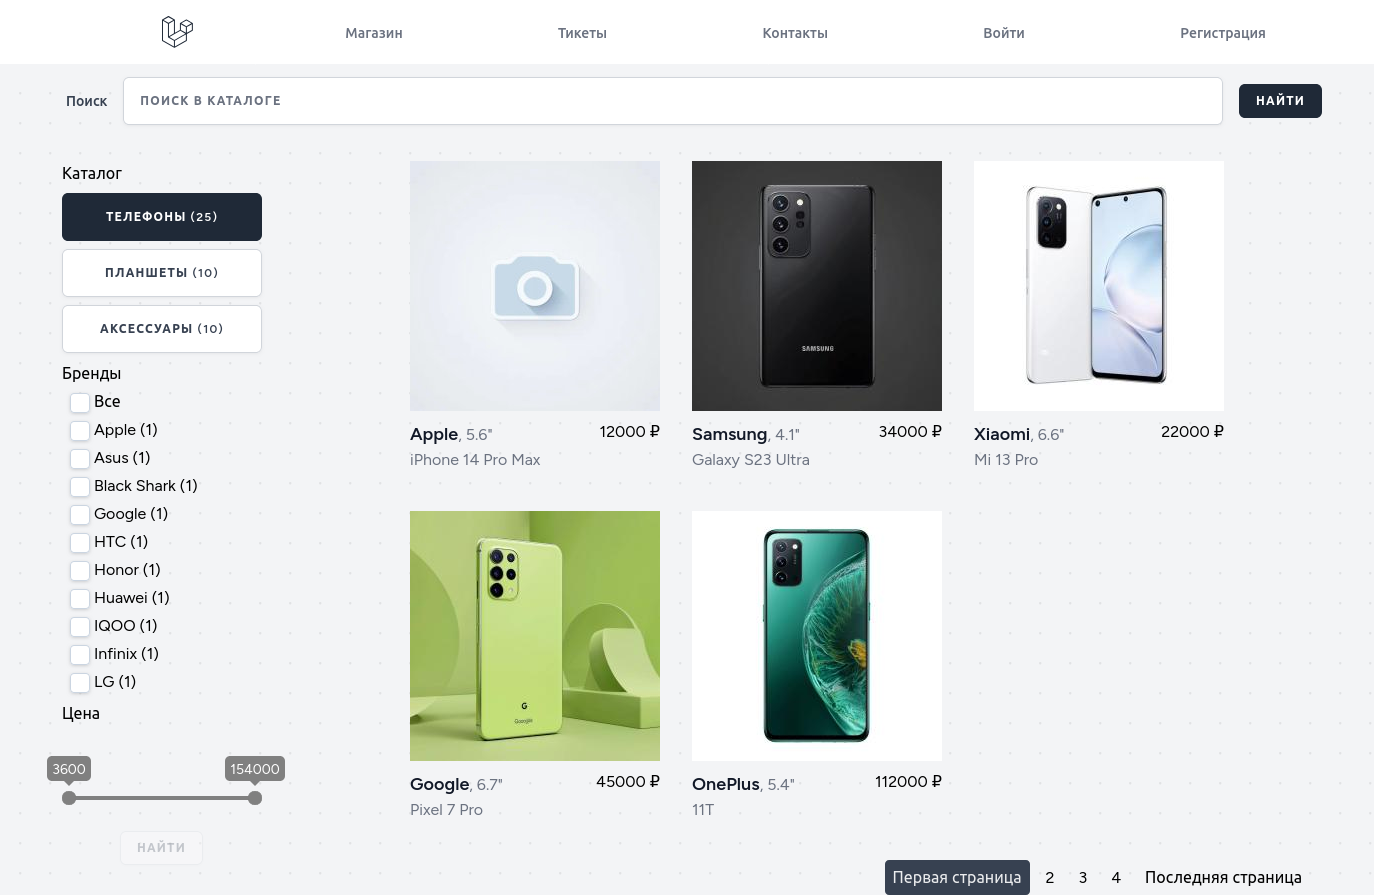 Магазин
Тикеты
Контакты
Войти
Регистрация
Поиск
ПОИСК В КАТАЛОГЕ
НАЙТИ
Каталог
ТЕЛЕФОНЫ (25)
ПЛАНШЕТЫ (10)
АКСЕССУАРЫ (10)
Бренды
Все
Apple (1)
Asus (1)
Black Shark (1)
Google (1)
HTC (1)
Honor (1)
Huawei (1)
IQOO (1)
Infinix (1)
LG (1)
Цена
3600
154000
НАЙТИ
Apple, 5.6" 12000 ₽
iPhone 14 Pro Max
SAMSUNG
Samsung, 4.1" 34000 ₽
Galaxy S23 Ultra
Xiaomi, 6.6" 22000 ₽
Mi 13 Pro
G
Google, 6.7" 45000 ₽
Pixel 7 Pro
OnePlus, 5.4" 112000 ₽
11T
Первая страница 2 3 4 Последняя страница